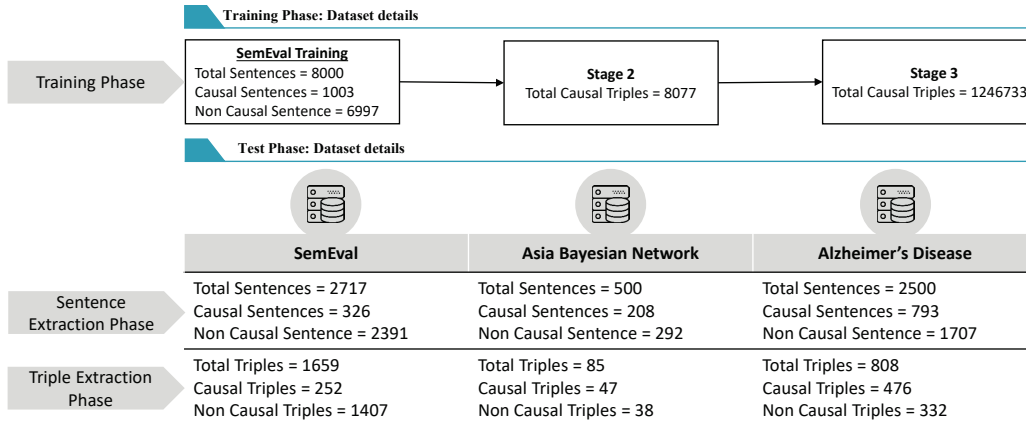 Training Phase: Dataset details
Training Phase
SemEval Training
Total Sentences = 8000
Causal Sentences = 1003
Non Causal Sentence = 6997
Stage 2
Total Causal Triples = 8077
Stage 3
Total Causal Triples = 1246733
Test Phase: Dataset details
SemEval
Asia Bayesian Network
Alzheimer's Disease
Sentence
Extraction Phase
Total Sentences = 2717
Causal Sentences = 326
Non Causal Sentence = 2391
Total Sentences = 500
Causal Sentences = 208
Non Causal Sentence = 292
Total Sentences = 2500
Causal Sentences = 793
Non Causal Sentence = 1707
Triple Extraction
Phase
Total Triples = 1659
Causal Triples = 252
Non Causal Triples = 1407
Total Triples = 85
Causal Triples = 47
Non Causal Triples = 38
Total Triples = 808
Causal Triples = 476
Non Causal Triples = 332